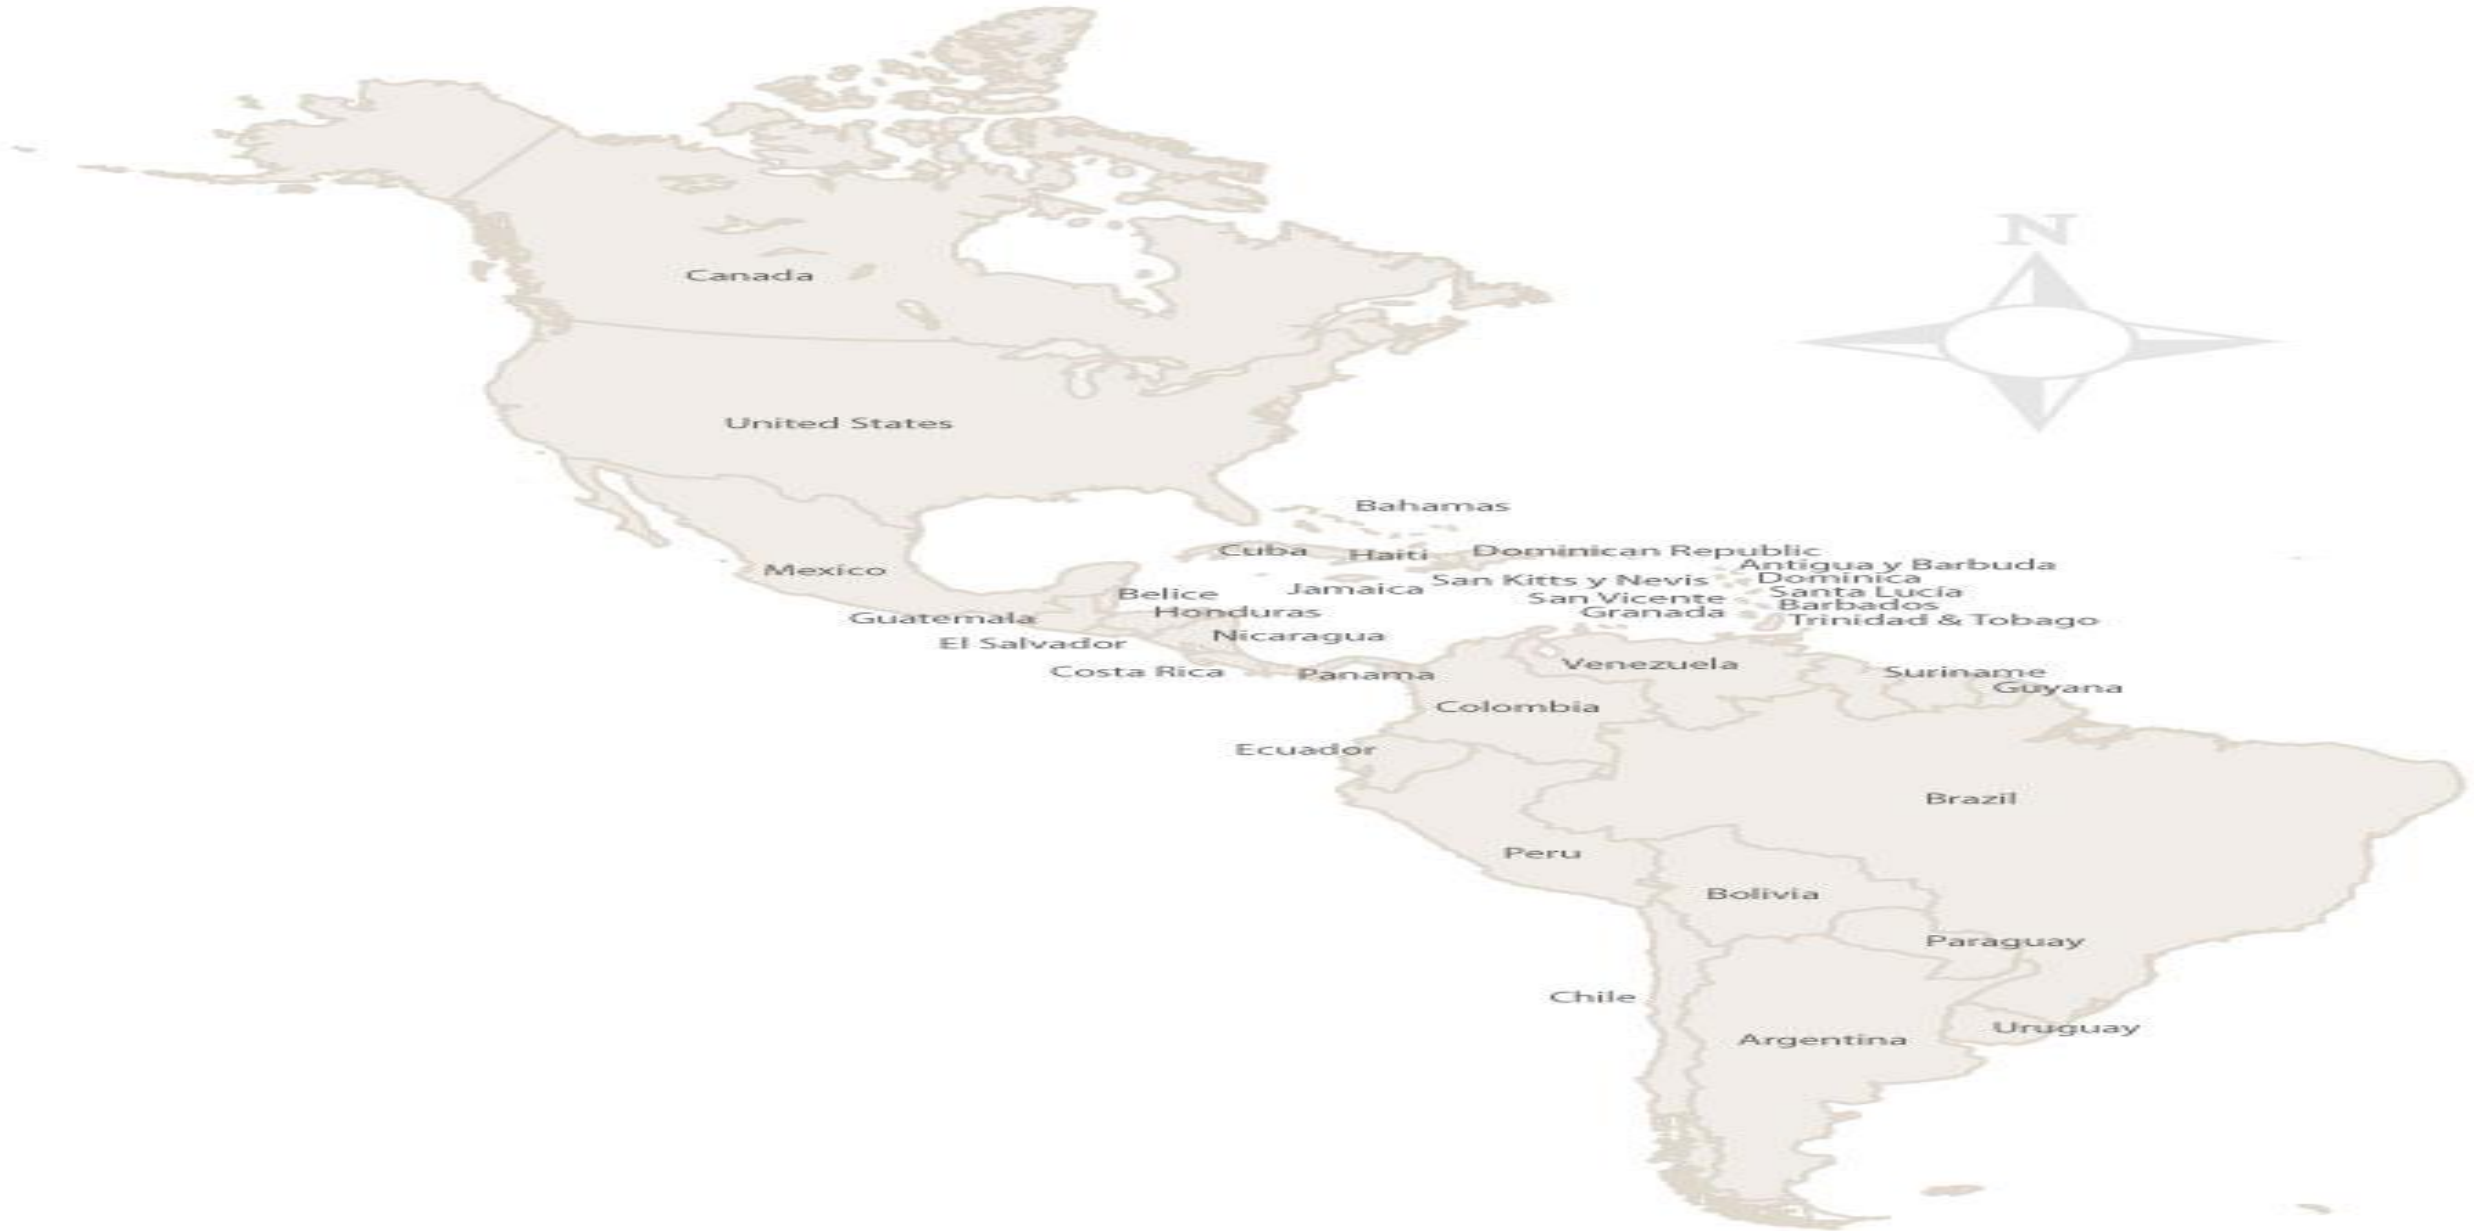 N
Canada
United States
Bahamas
Cuba
Haiti
Dominican Republic
Antigua y Barbuda
Mexico
Dominica
San Kitts y Nevis
Jamaica
Belice
Santa Lucía
San Vicente
Barbados
Honduras
Granada
Guatemala
Trinidad & Tobago
Nicaragua
El Salvador
Venezuela
Costa Rica
Panama
Suriname
Guyana
Colombia
Ecuador
Brazil
Peru
Bolivia
Paraguay
Chile
Uruguay
Argentina